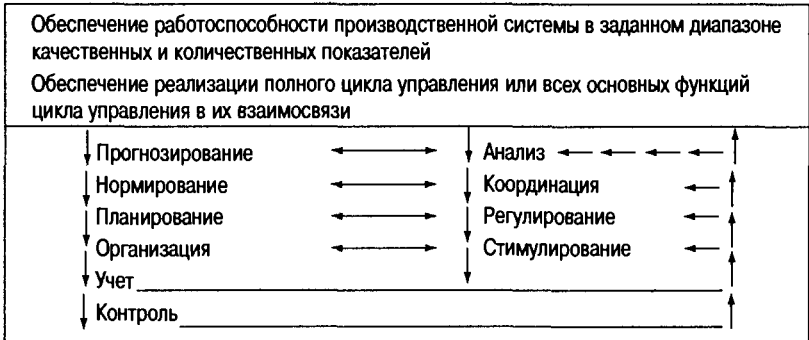 Обеспечение работоспособности производственной системы в заданном диапазоне
качественных и количественных показателей
Обеспечение реализации полного цикла управления или всех основных функций
цикла управления в их взаимосвязи
Прогнозирование Анализ
Нормирование Координация
Планирование Регулирование
Организация Стимулирование
Учет
Контроль